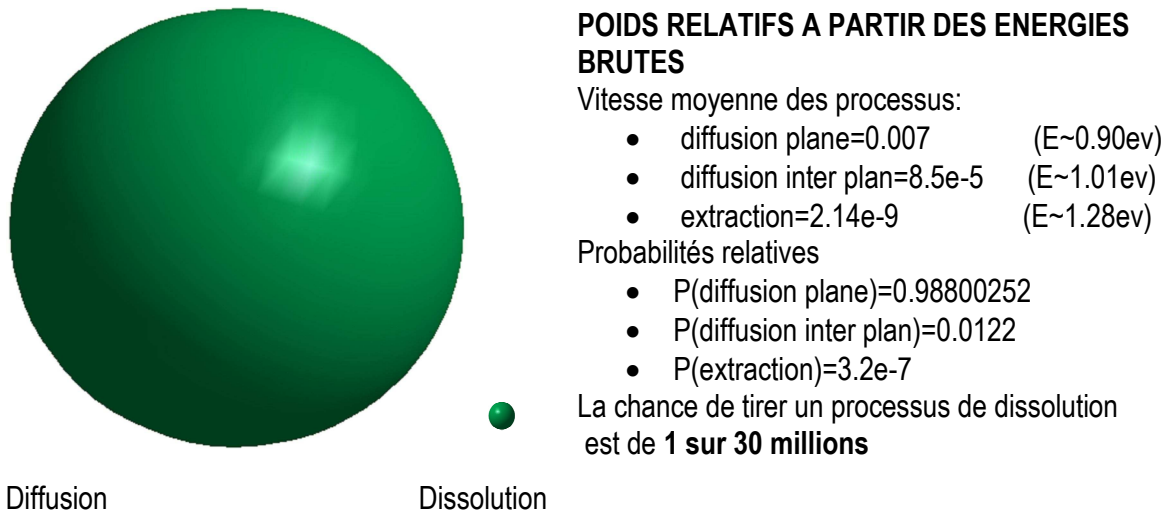 POIDS RELATIFS A PARTIR DES ENERGIES
BRUTES
Vitesse moyenne des processus:
• diffusion plane=0.007 (E~0.90ev)
• diffusion inter plan=8.5e-5 (E~1.01ev)
• extraction=2.14e-9 (E~1.28ev)
Probabilités relatives
• P(diffusion plane)=0.98800252
• P(diffusion inter plan)=0.0122
• P(extraction)=3.2e-7
La chance de tirer un processus de dissolution
est de 1 sur 30 millions
Diffusion Dissolution